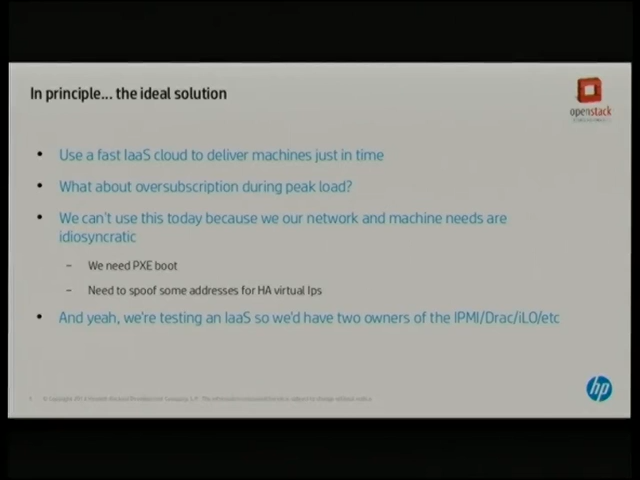 In principle... the ideal solution
openstack
• Use a fast IaaS cloud to deliver machines just in time
• What about oversubscription during peak load?
• We can't use this today because we our network and machine needs are
idiosyncratic
– We need PXE boot
– Need to spoof some addresses for HA virtual Ips
• And yeah, we're testing an IaaS so we'd have two owners of the IPMI/Drac/iLO/etc
hp